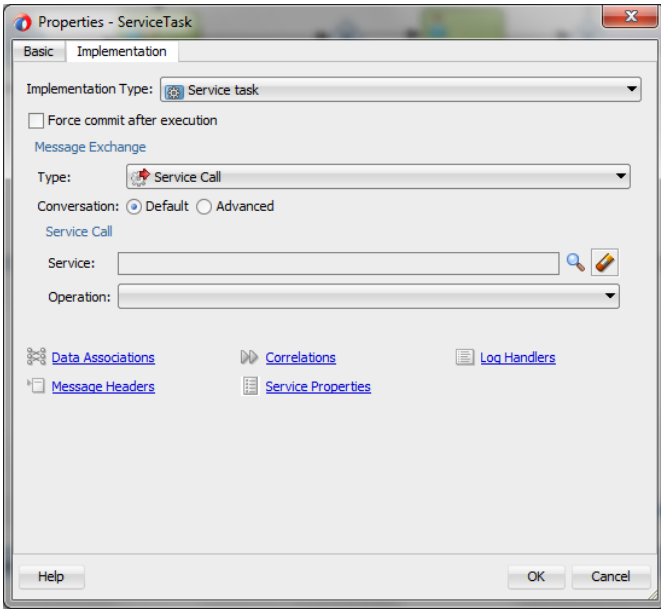 Properties - ServiceTask
Basic Implementation
Implementation Type: Service task
Force commit after execution
Message Exchange
Type: Service Call
Conversation: Default Advanced
Service Call
Service:
Operation:
Data Associations Correlations Log Handlers
Message Headers Service Properties
Help OK Cancel